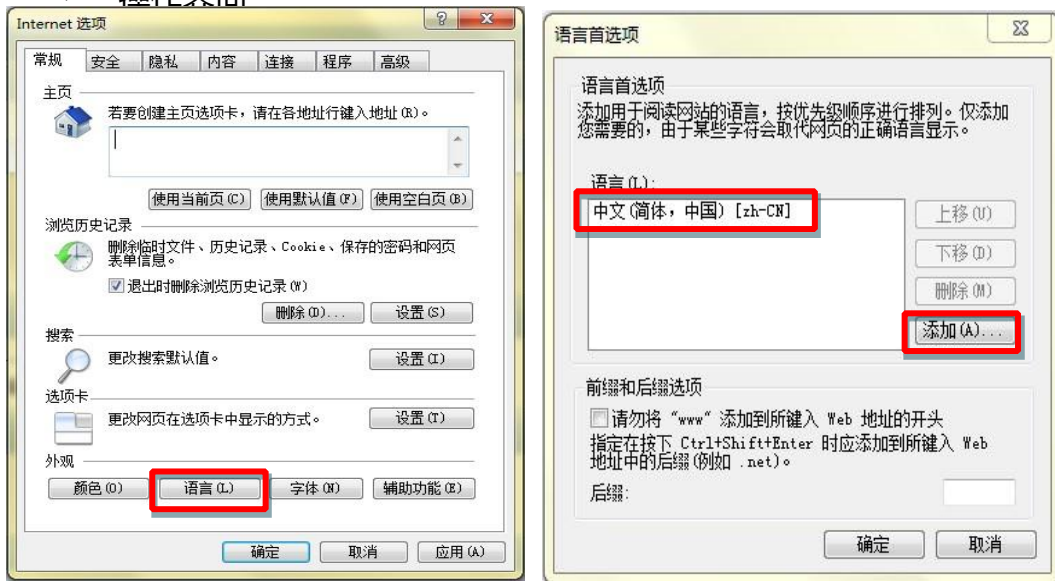 操作界面
Internet 选项
常规 安全 隐私 内容 连接 程序 高级
主页
若要创建主页选项卡，请在各地址行键入地址(R)。
使用当前页(C) 使用默认值(F) 使用空白页(B)
浏览历史记录
删除临时文件、历史记录、Cookie、保存的密码和网页
表单信息。
退出时删除浏览历史记录(W)
删除(D)... 设置(S)
搜索
更改搜索默认值。 设置(I)
选项卡
更改网页在选项卡中显示的方式。 设置(T)
外观
颜色(O) 语言(L) 字体(N) 辅助功能(E)
确定 取消 应用(A)
语言首选项
语言首选项
添加用于阅读网站的语言，按优先级顺序进行排列。仅添加
您需要的，由于某些字符会取代网页的正确语言显示。
语言(L):
中文(简体，中国) [zh-CN]
上移(U)
下移(D)
删除(M)
添加(A)...
前缀和后缀选项
请勿将 “www” 添加到所键入 Web 地址的开头
指定在按下 Ctrl+Shift+Enter 时应添加到所键入 Web
地址中的后缀(例如 .net)。
后缀:
确定 取消